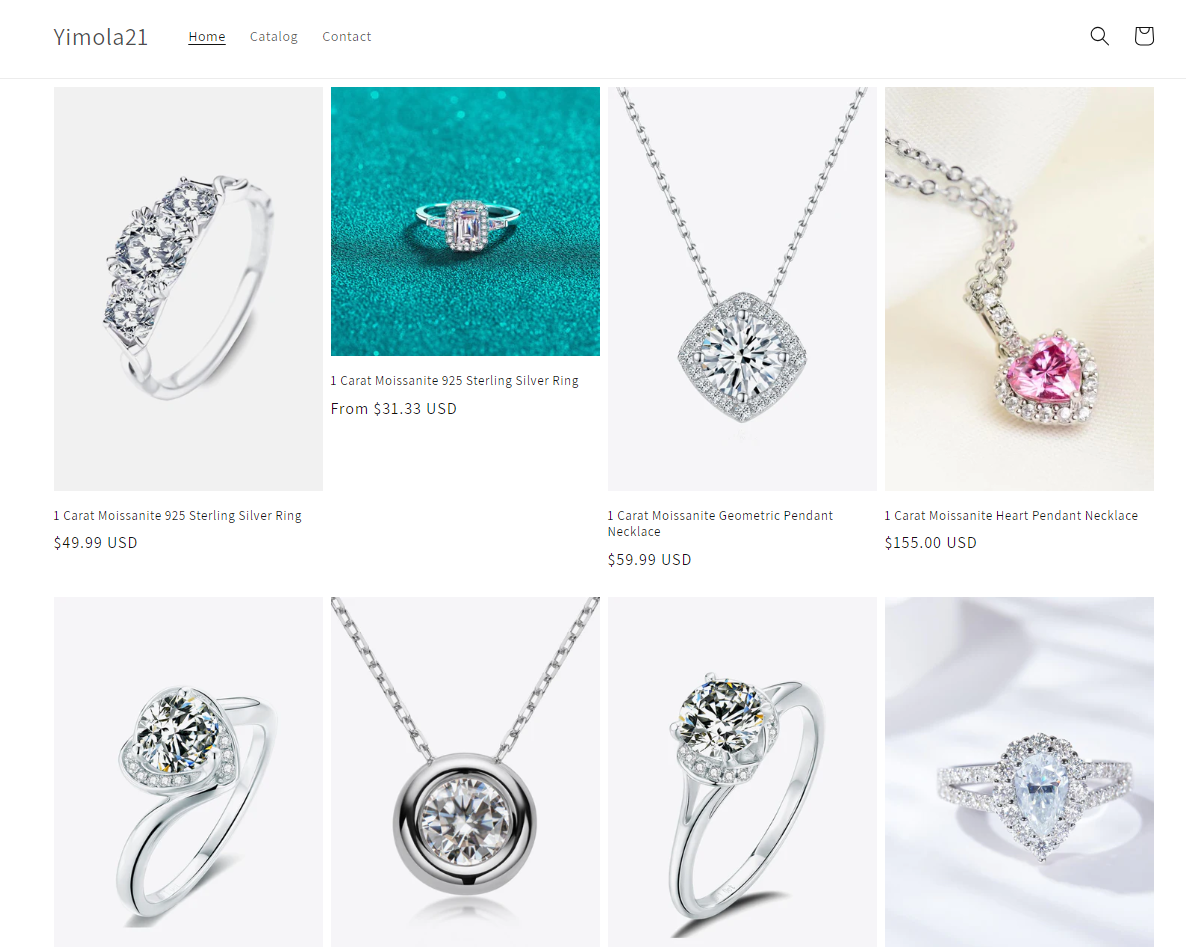 Yimola21
Home
Catalog
Contact
1 Carat Moissanite 925 Sterling Silver Ring
$49.99 USD
1 Carat Moissanite 925 Sterling Silver Ring
From $31.33 USD
1 Carat Moissanite Geometric Pendant
Necklace
$59.99 USD
1 Carat Moissanite Heart Pendant Necklace
$155.00 USD